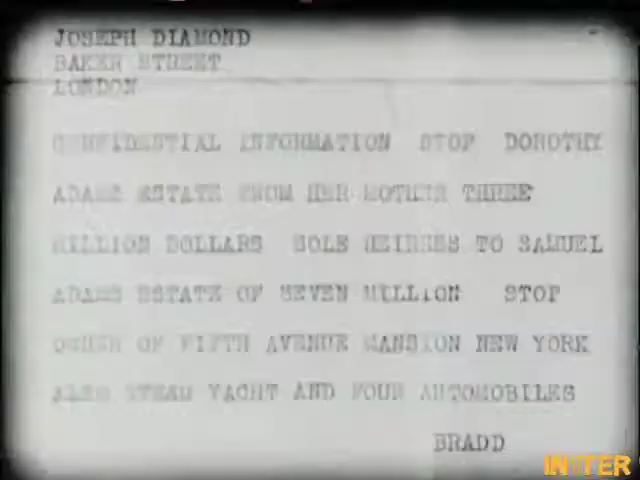 JOSEPH DIAMOND
BAKER STREET
LONDON
CONFIDENTIAL INFORMATION STOP DOROTHY
ADAMS ESTATE FROM HER MOTHER THREE
MILLION DOLLARS SOLE HEIRESS TO SAMUEL
ADAMS ESTATE OF SEVEN MILLION STOP
OWNER OF FIFTH AVENUE MANSION NEW YORK
ALSO STEAM YACHT AND FOUR AUTOMOBILES
BRADD